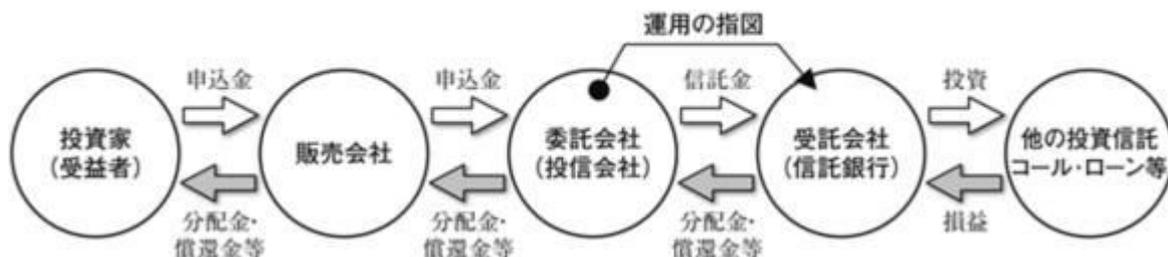 運用の指図
申込金
申込金
信託金
投資
投資家
(受益者)
販売会社
委託会社
(投信会社)
受託会社
(信託銀行)
他の投資信託
コール・ローン等
分配金・
償還金等
分配金・
償還金等
分配金・
償還金等
損益